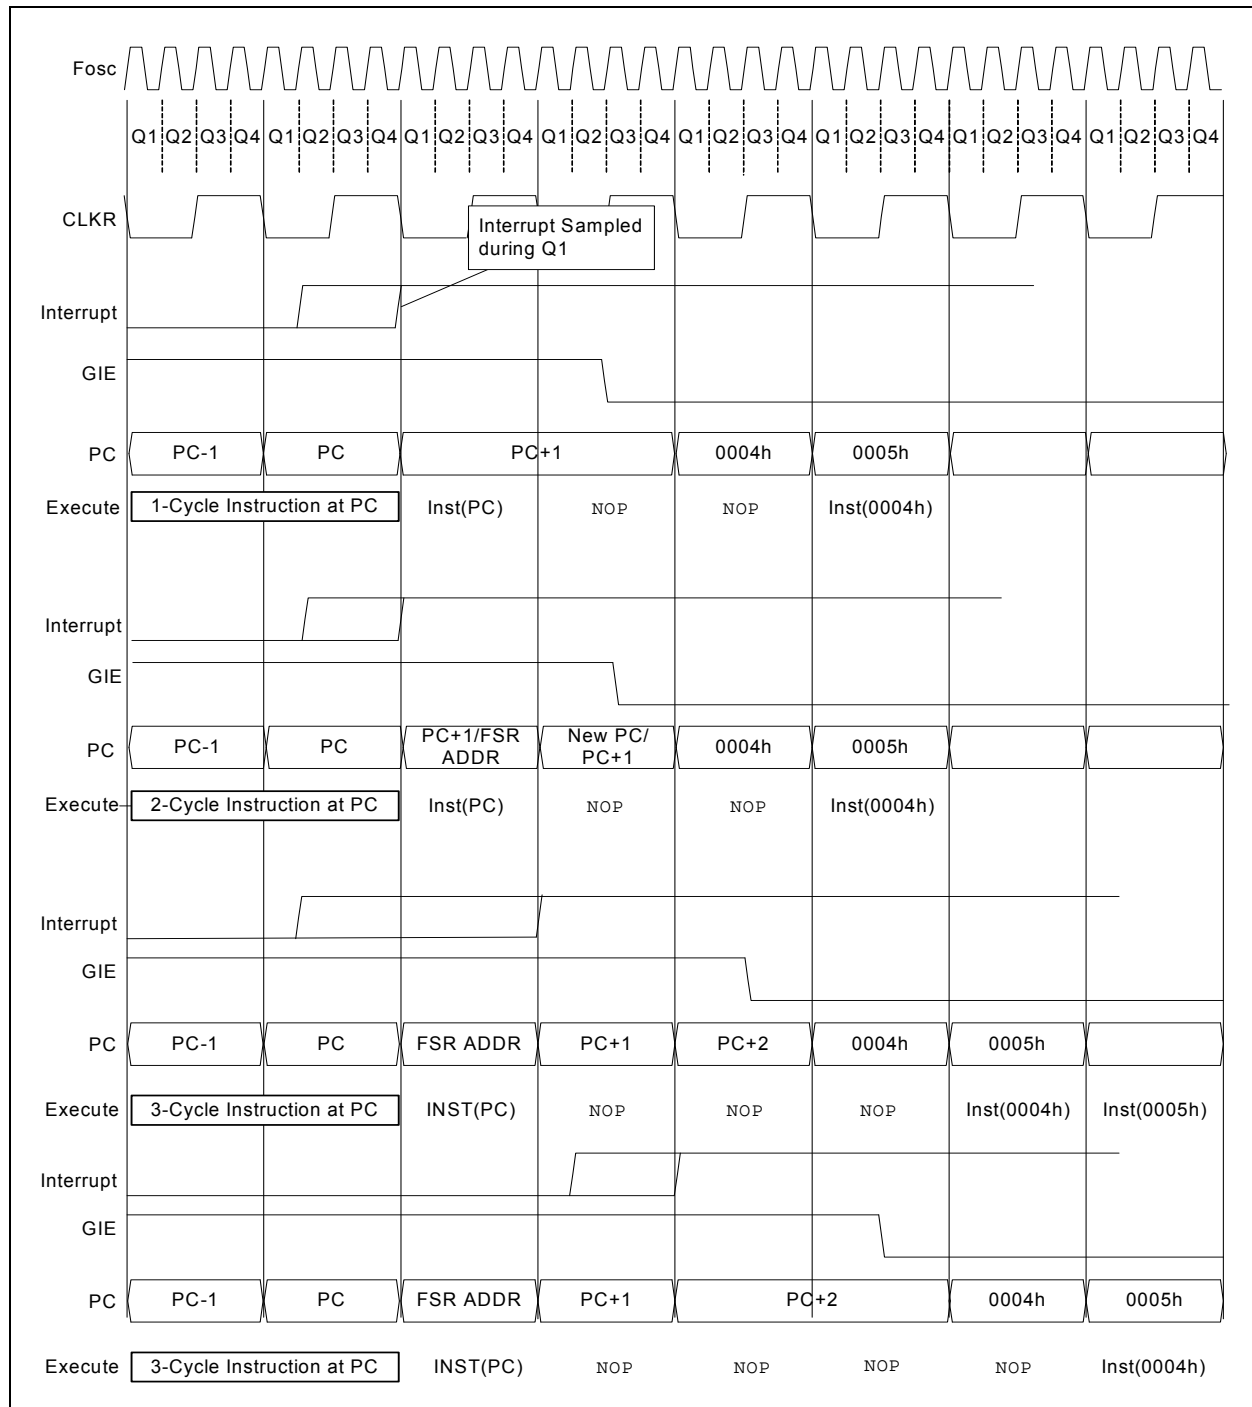 Fosc
Q1 Q2 Q3 Q4 Q1 Q2 Q3 Q4 Q1 Q2 Q3 Q4 Q1 Q2 Q3 Q4 Q1 Q2 Q3 Q4 Q1 Q2 Q3 Q4 Q1 Q2 Q3 Q4 Q1 Q2 Q3 Q4
CLKR
Interrupt Sampled
during Q1
Interrupt
GIE
PC PC-1 PC PC+1 0004h 0005h
Execute 1-Cycle Instruction at PC Inst(PC) NOP NOP Inst(0004h)
Interrupt
GIE
PC PC-1 PC PC+1/FSR ADDR New PC/ PC+1 0004h 0005h
Execute 2-Cycle Instruction at PC Inst(PC) NOP NOP Inst(0004h)
Interrupt
GIE
PC PC-1 PC FSR ADDR PC+1 PC+2 0004h 0005h
Execute 3-Cycle Instruction at PC INST(PC) NOP NOP NOP Inst(0004h) Inst(0005h)
Interrupt
GIE
PC PC-1 PC FSR ADDR PC+1 PC+2 0004h 0005h
Execute 3-Cycle Instruction at PC INST(PC) NOP NOP NOP NOP Inst(0004h)